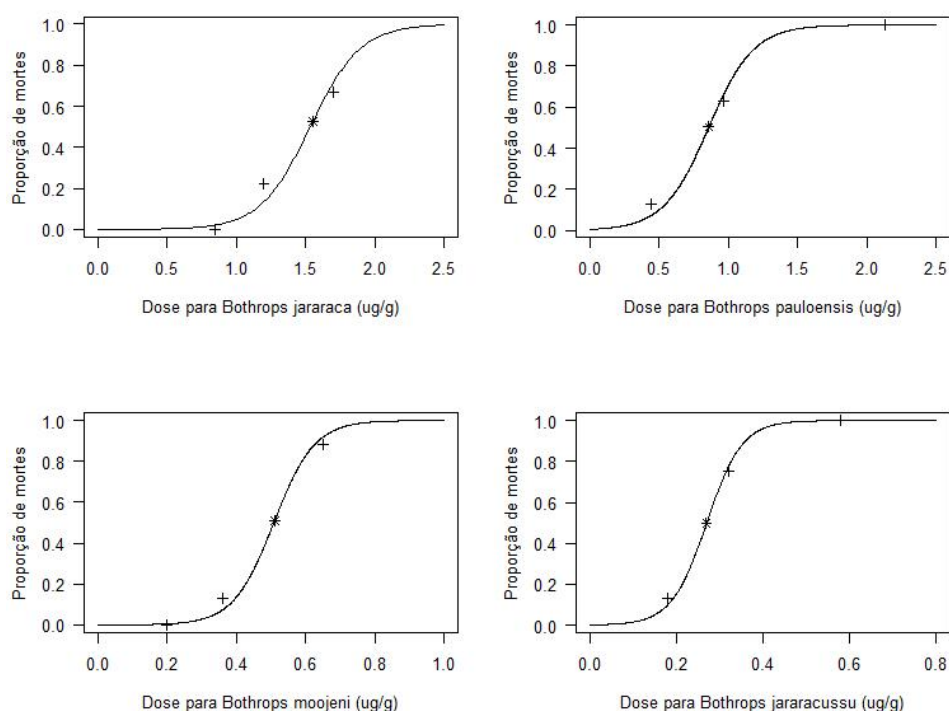 Proporção de mortes
1.0
0.8
0.6
0.4
0.2
0.0
0.0 0.5 1.0 1.5 2.0 2.5
Dose para Bothrops jararaca (ug/g)
Proporção de mortes
1.0
0.8
0.6
0.4
0.2
0.0
0.0 0.5 1.0 1.5 2.0 2.5
Dose para Bothrops pauloensis (ug/g)
Proporção de mortes
1.0
0.8
0.6
0.4
0.2
0.0
0.0 0.2 0.4 0.6 0.8 1.0
Dose para Bothrops moojeni (ug/g)
Proporção de mortes
1.0
0.8
0.6
0.4
0.2
0.0
0.0 0.2 0.4 0.6 0.8
Dose para Bothrops jararacussu (ug/g)